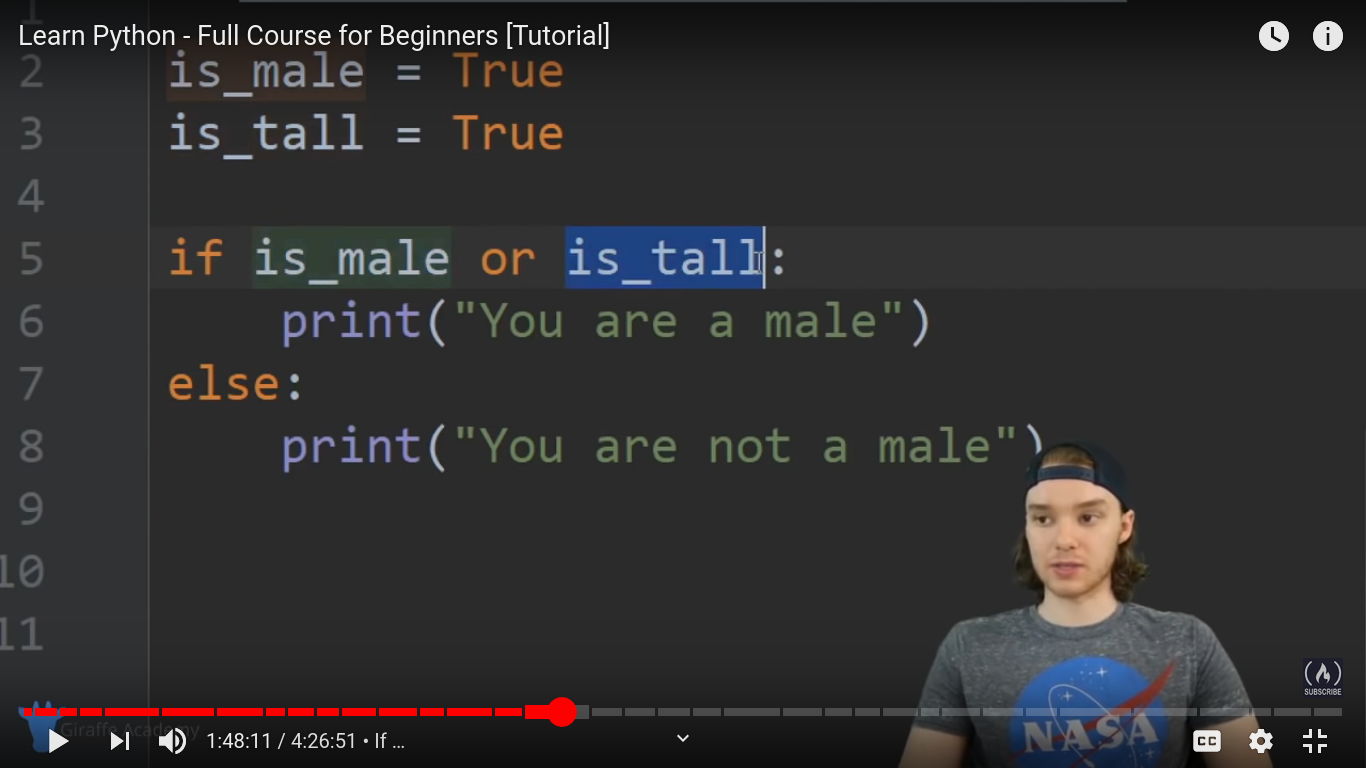 Learn Python - Full Course for Beginners [Tutorial]
1
2 is_male = True
3 is_tall = True
4
5 if is_male or is_tall:
6 print("You are a male")
7 else:
8 print("You are not a male")
9
10
11
NASA
SUBSCRIBE
Giraffe Academy
1:48:11 / 4:26:51 • If ...
CC